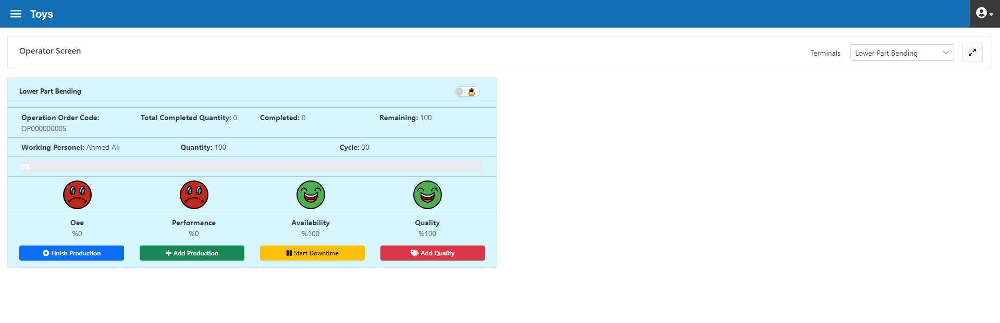 Toys
Operator Screen
Terminals
Lower Part Bending
Lower Part Bending
Operation Order Code:
OP000000005
Total Completed Quantity: 0
Completed: 0
Remaining: 100
Working Personel: Ahmed Ali
Quantity: 100
Cycle: 30
0%
Oee
%0
Performance
%0
Availability
%100
Quality
%100
Finish Production
Add Production
Start Downtime
Add Quality